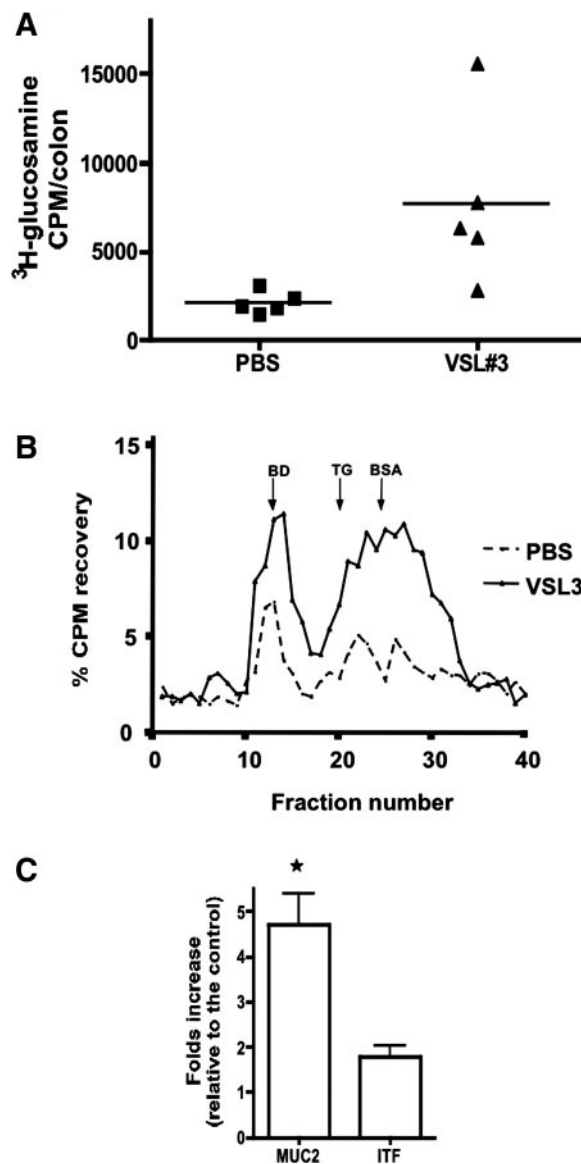 A
³H-glucosamine
CPM/colon
15000
10000
5000
0
PBS
VSL#3
B
% CPM recovery
15
10
5
0
BD
TG
BSA
PBS
VSL3
0
10
20
30
40
Fraction number
C
Folds increase
(relative to the control)
5
4
3
2
1
0
★
MUC2
ITF